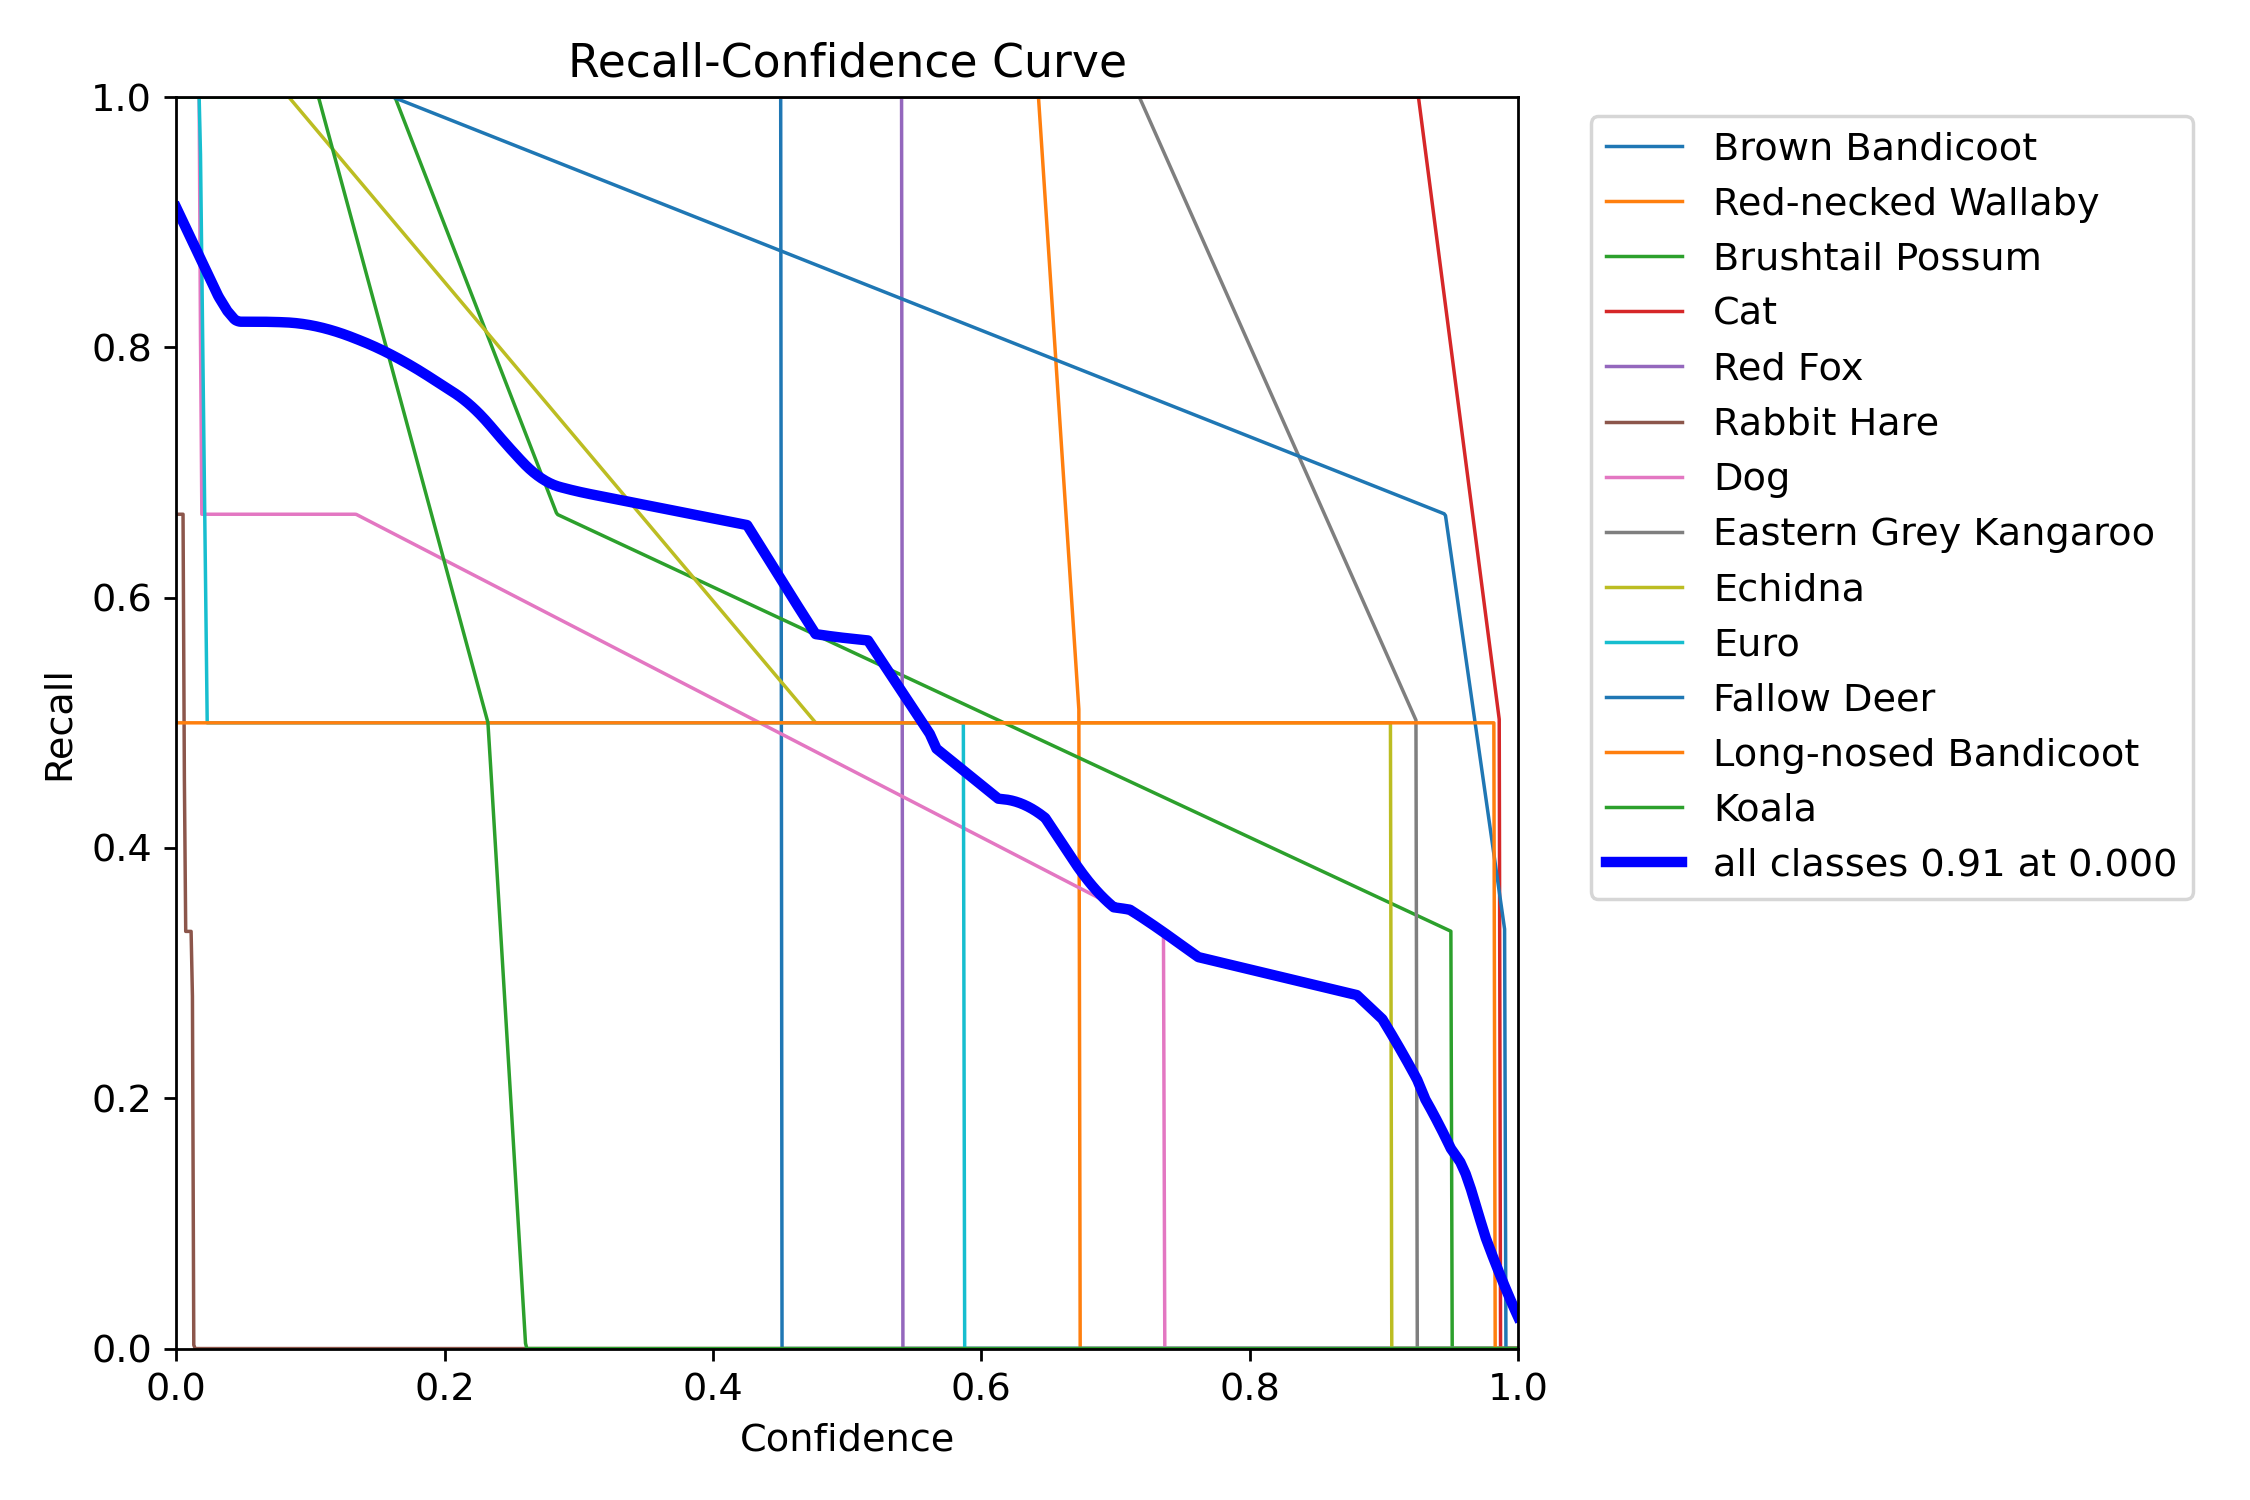 Recall-Confidence Curve
1.0
0.8
0.6
0.4
0.2
0.0
Recall
0.0 0.2 0.4 0.6 0.8 1.0
Confidence
Brown Bandicoot
Red-necked Wallaby
Brushtail Possum
Cat
Red Fox
Rabbit Hare
Dog
Eastern Grey Kangaroo
Echidna
Euro
Fallow Deer
Long-nosed Bandicoot
Koala
all classes 0.91 at 0.000